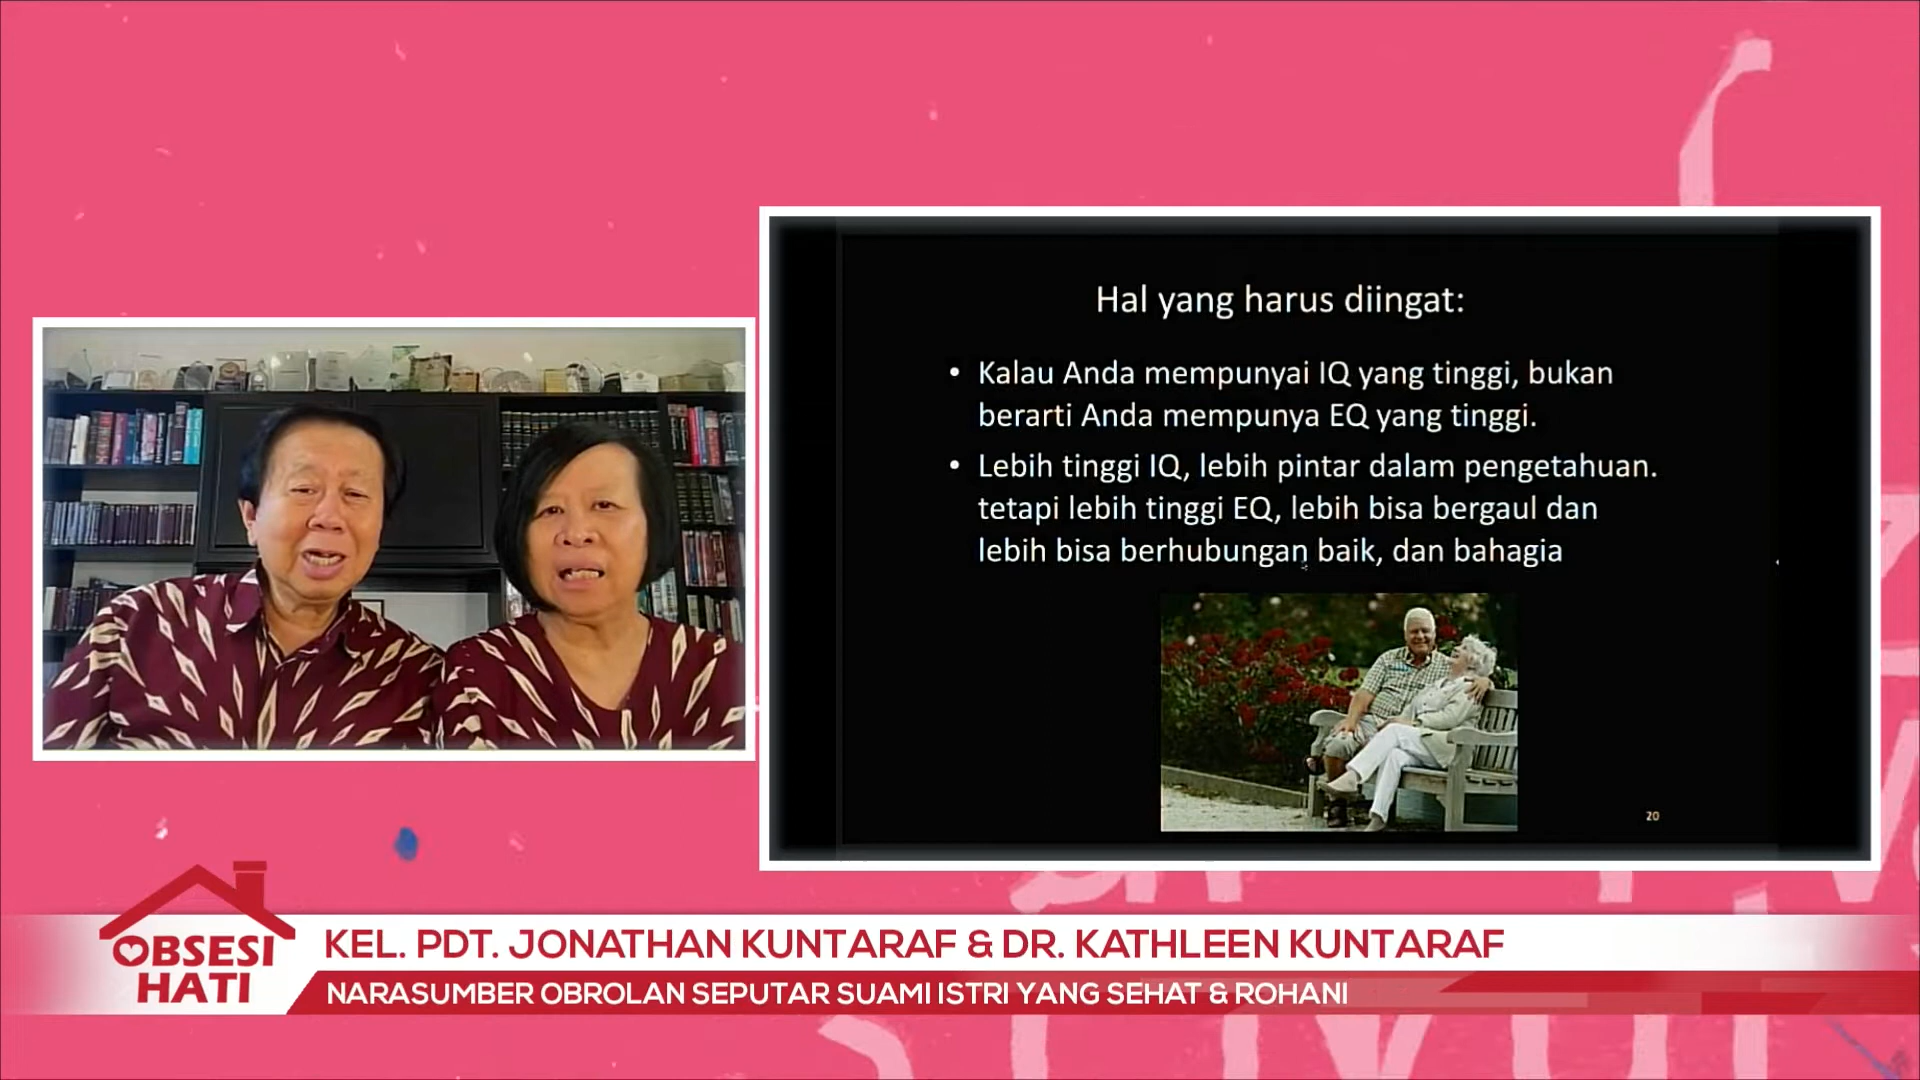 Hal yang harus diingat:
• Kalau Anda mempunyai IQ yang tinggi, bukan
berarti Anda mempunya EQ yang tinggi.
• Lebih tinggi IQ, lebih pintar dalam pengetahuan.
tetapi lebih tinggi EQ, lebih bisa bergaul dan
lebih bisa berhubungan baik, dan bahagia
20
OBSESI
HATI
KEL. PDT. JONATHAN KUNTARAF & DR. KATHLEEN KUNTARAF
NARASUMBER OBROLAN SEPUTAR SUAMI ISTRI YANG SEHAT & ROHANI